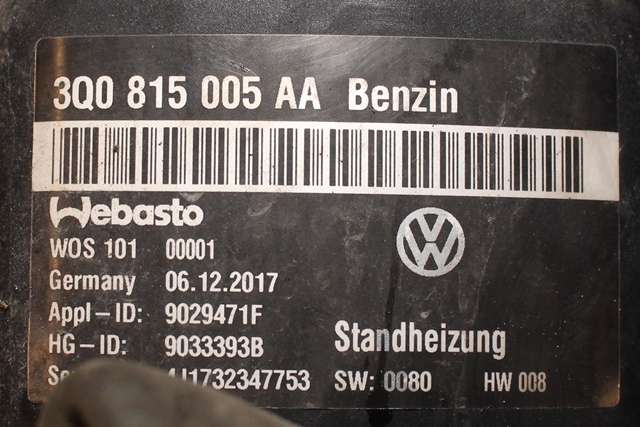 3Q0 815 005 AA Benzin
Webasto
WOS 101 00001
Germany 06.12.2017
Appl-ID: 9029471F
HG-ID: 9033393B
Standheizung
SW: 0080 HW 008